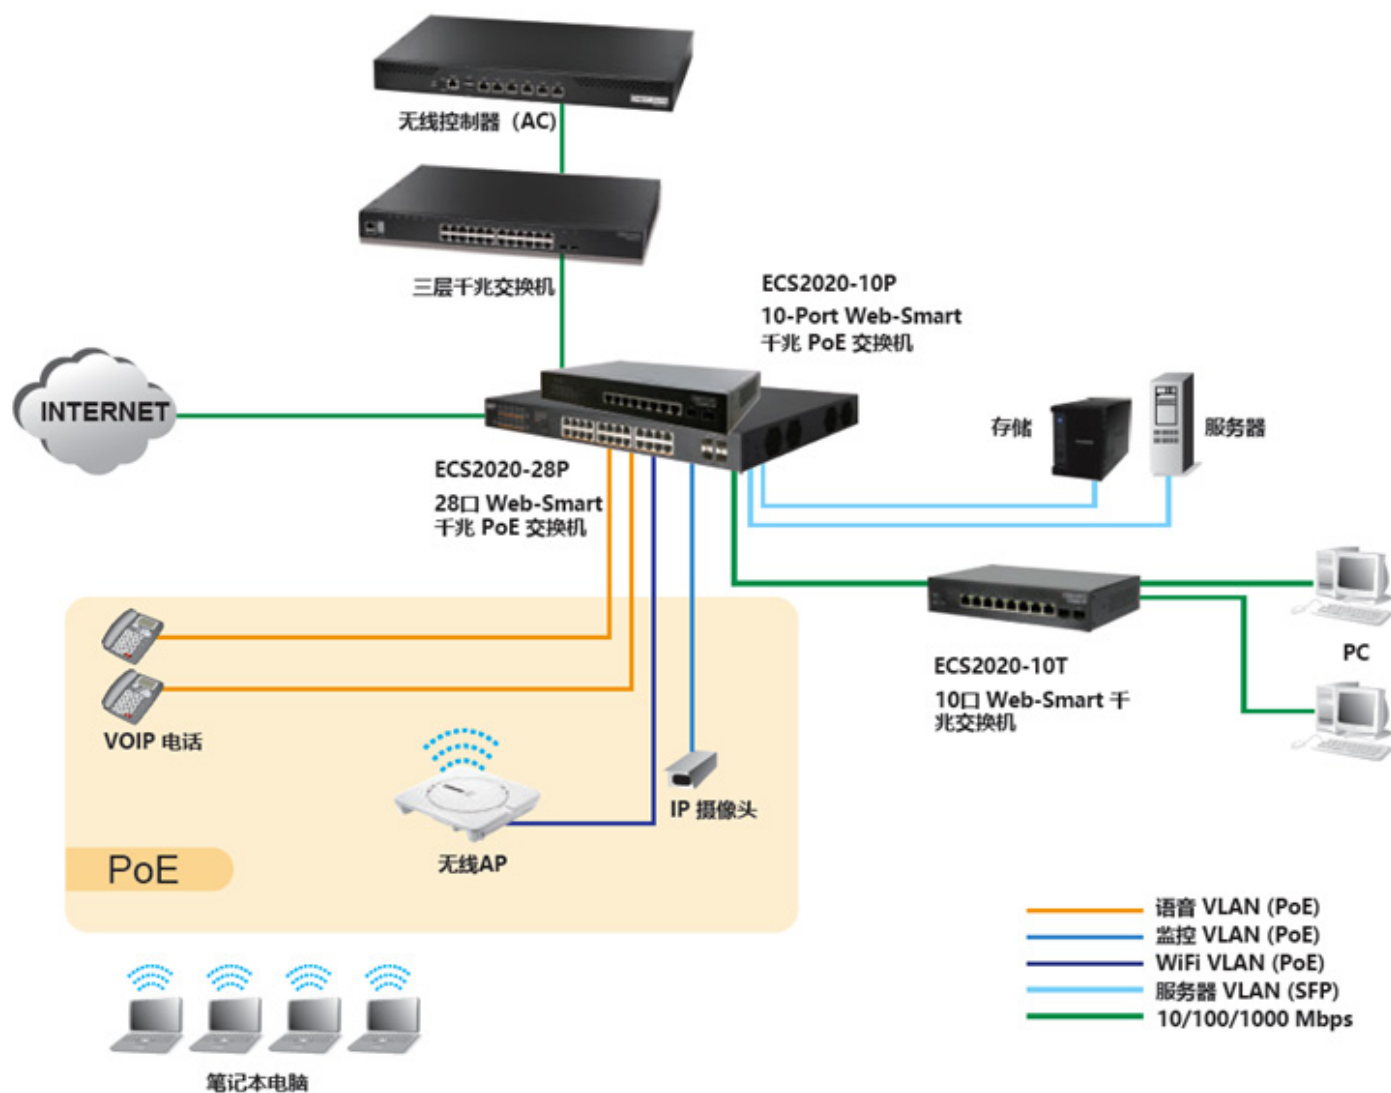 无线控制器（AC)
三层千兆交换机
ECS2020-10P
10-Port Web-Smart
千兆 PoE 交换机
INTERNET
存储
服务器
ECS2020-28P
28口 Web-Smart
千兆 PoE 交换机
ECS2020-10T
10口 Web-Smart 千
兆交换机
PC
VOIP 电话
IP 摄像头
无线AP
PoE
语音 VLAN (PoE)
监控 VLAN (PoE)
WiFi VLAN (PoE)
服务器 VLAN (SFP)
10/100/1000 Mbps
笔记本电脑